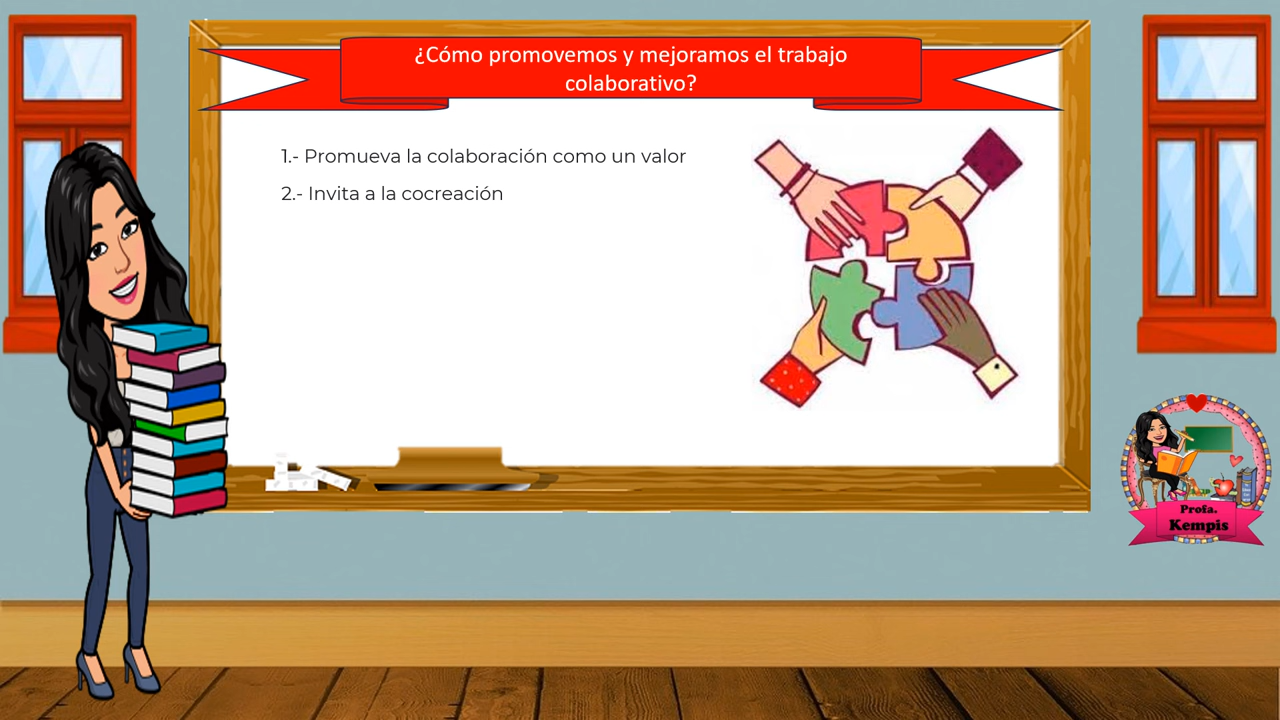 ¿Cómo promovemos y mejoramos el trabajo
colaborativo?
1.- Promueva la colaboración como un valor
2.- Invita a la cocreación
Profa.
Kempis